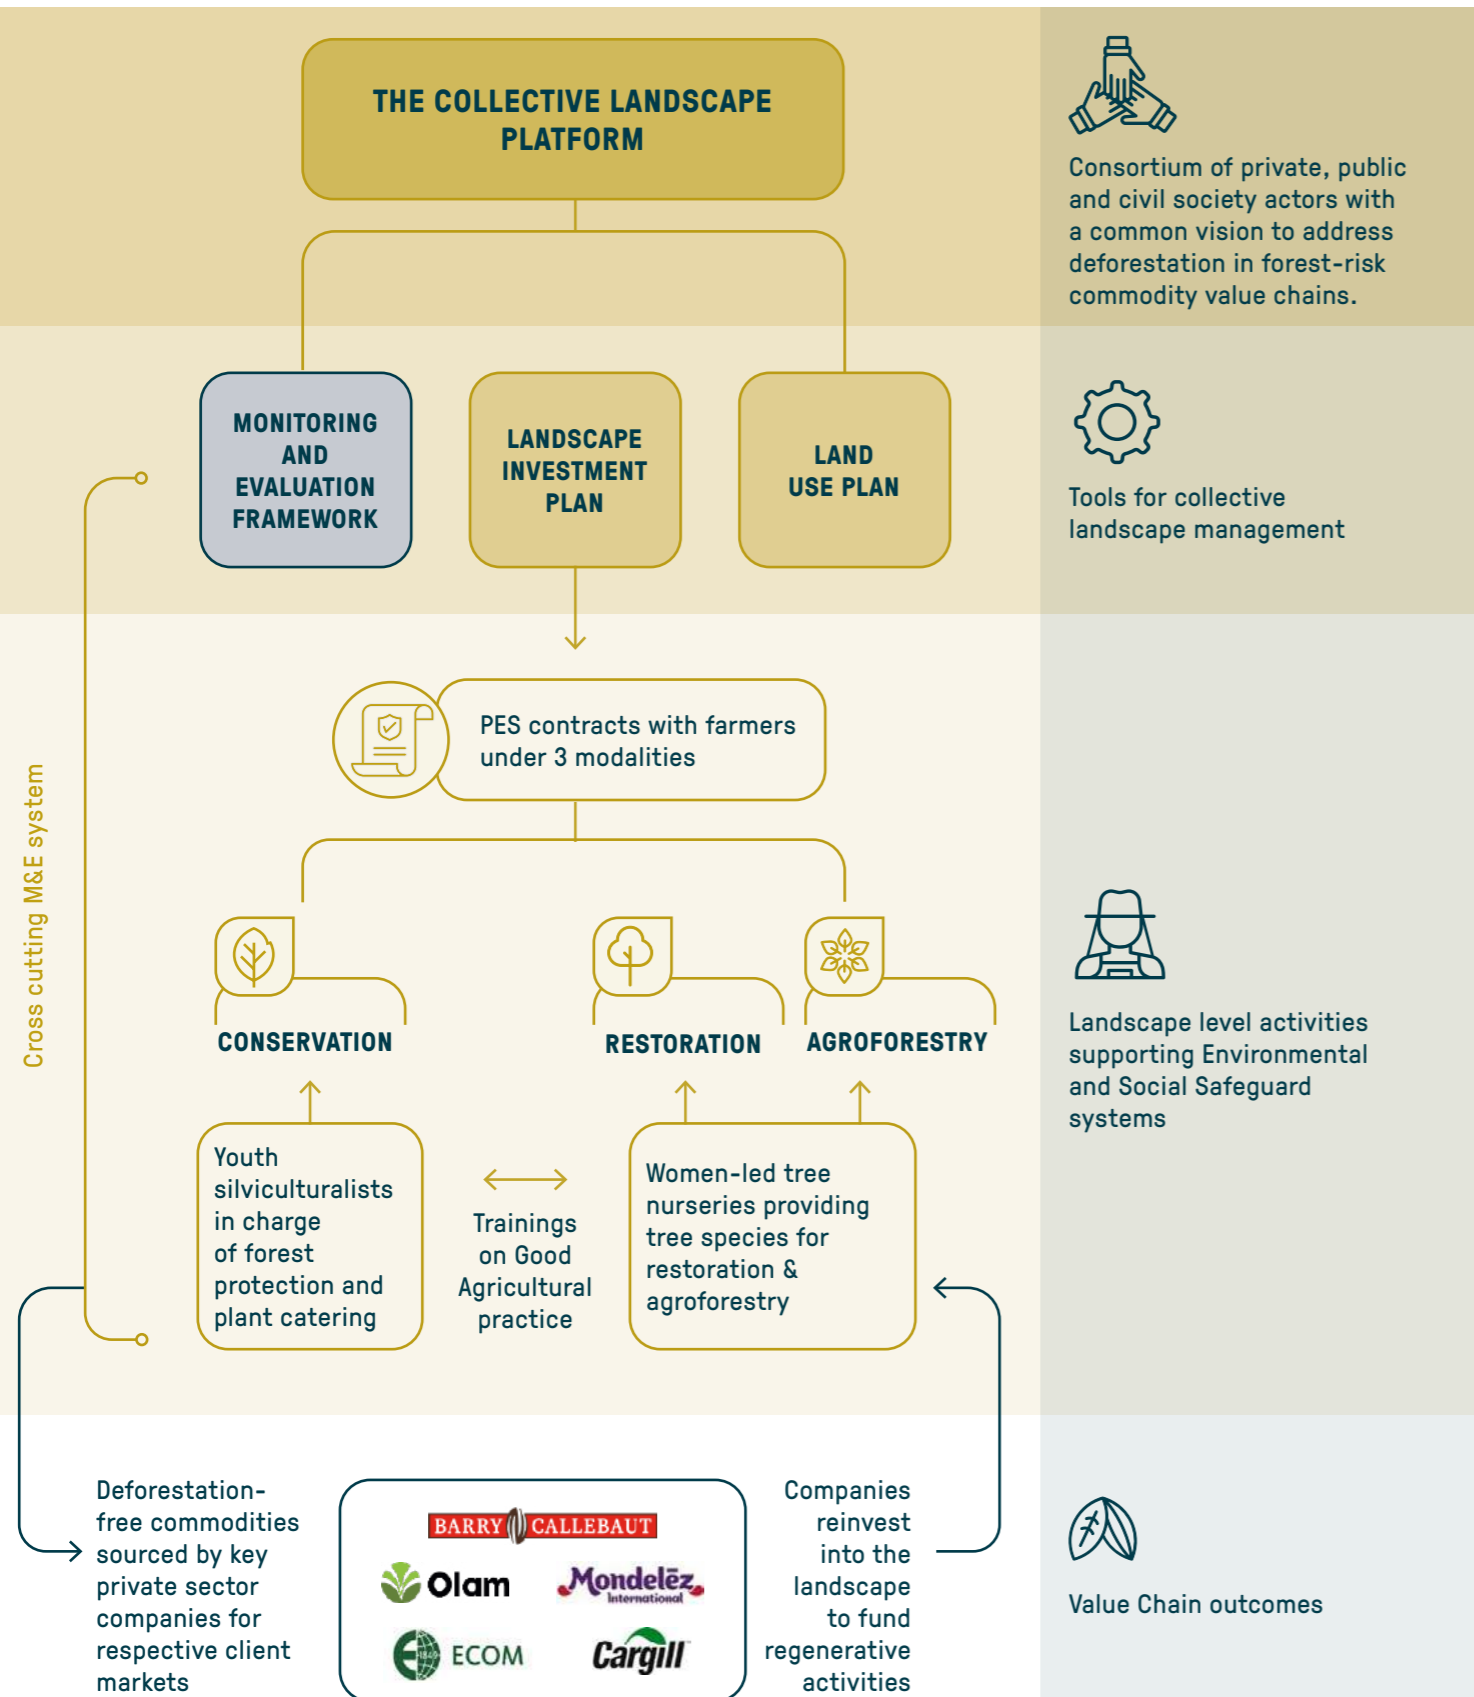 THE COLLECTIVE LANDSCAPE
PLATFORM
Consortium of private, public
and civil society actors with
a common vision to address
deforestation in forest-risk
commodity value chains.
MONITORING
AND
EVALUATION
FRAMEWORK
LANDSCAPE
INVESTMENT
PLAN
LAND
USE PLAN
Tools for collective
landscape management
Cross cutting M&E system
PES contracts with farmers
under 3 modalities
CONSERVATION
RESTORATION
AGROFORESTRY
Landscape level activities
supporting Environmental
and Social Safeguard
systems
Youth
silviculturalists
in charge
of forest
protection and
plant catering
Trainings
on Good
Agricultural
practice
Women-led tree
nurseries providing
tree species for
restoration &
agroforestry
Deforestation-
free commodities
sourced by key
private sector
companies for
respective client
markets
BARRY CALLEBAUT
Olam
Mondelēz
International
1849
ECOM
Cargill
Companies
reinvest
into the
landscape
to fund
regenerative
activities
Value Chain outcomes